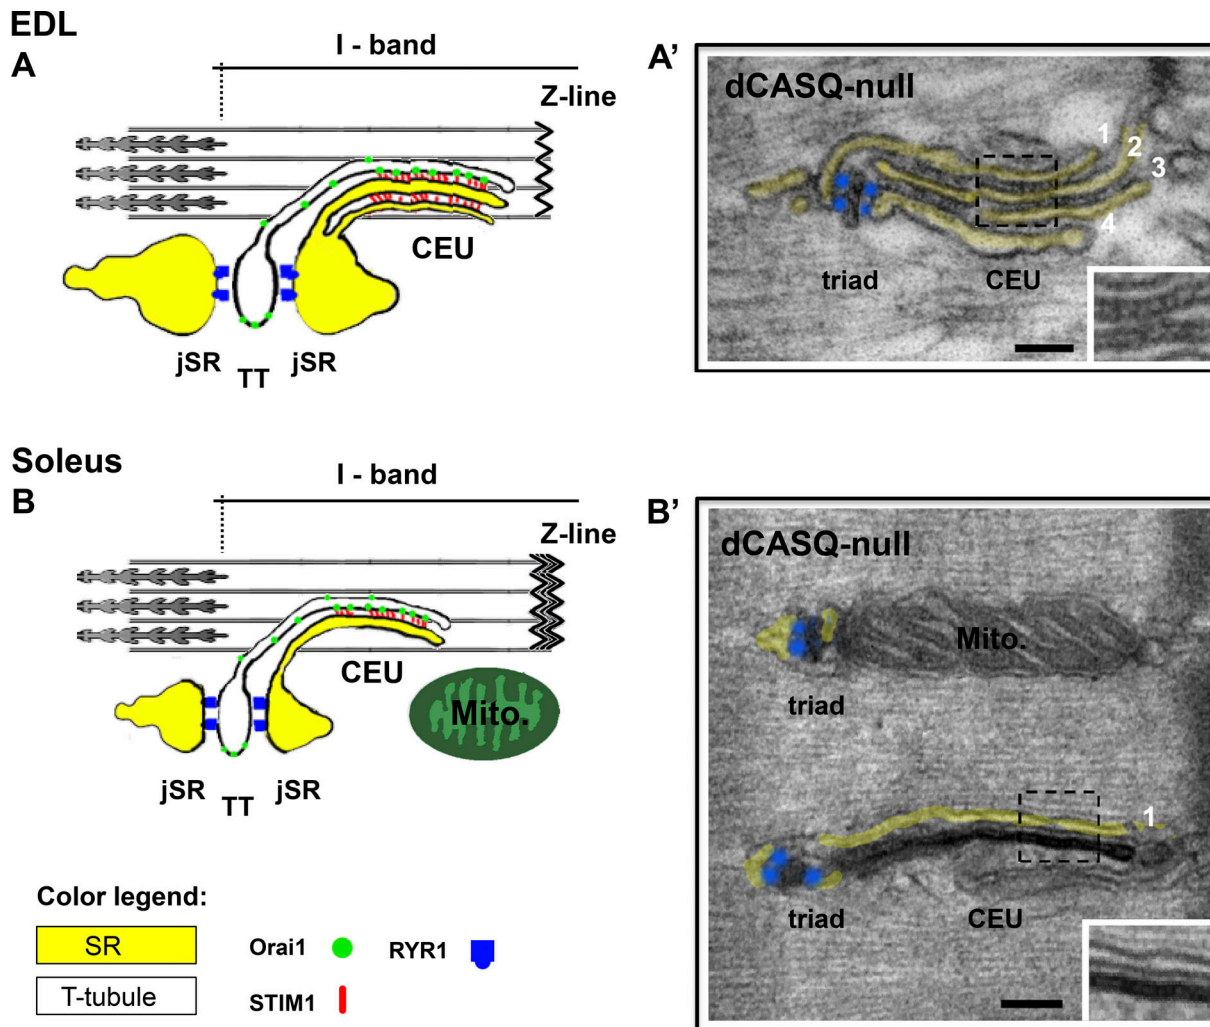 EDL
A
I - band
Z-line
CEU
jSR
TT
jSR
A’
dCASQ-null
1
2
3
4
triad
CEU
Soleus
B
I - band
Z-line
CEU
Mito.
jSR
TT
jSR
B’
dCASQ-null
Mito.
triad
1
triad
CEU
Color legend:
SR
T-tubule
Orai1
RYR1
STIM1